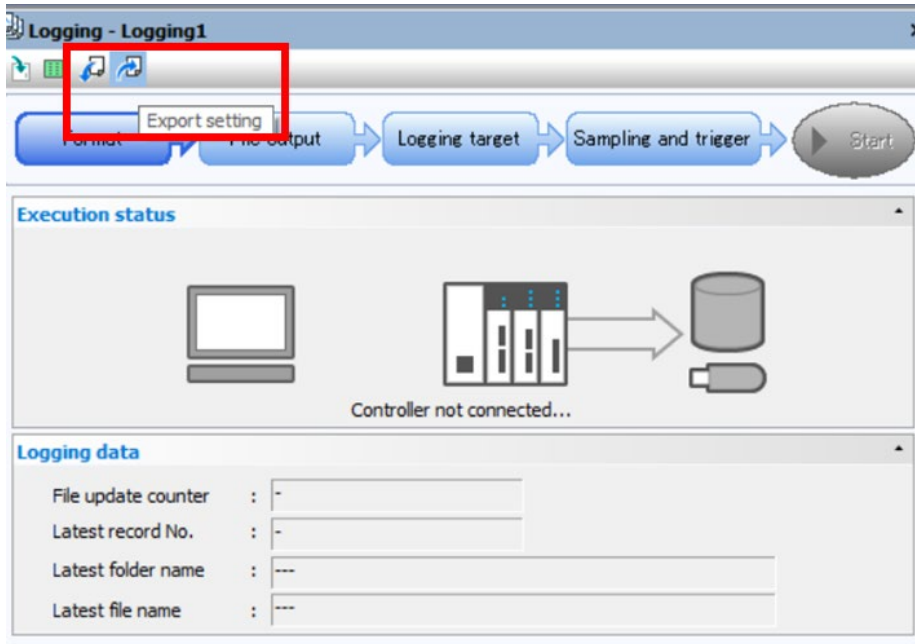 Logging - Logging1
Export setting
Format
File output
Logging target
Sampling and trigger
Start
Execution status
Controller not connected...
Logging data
File update counter : -
Latest record No. : -
Latest folder name : ---
Latest file name : ---